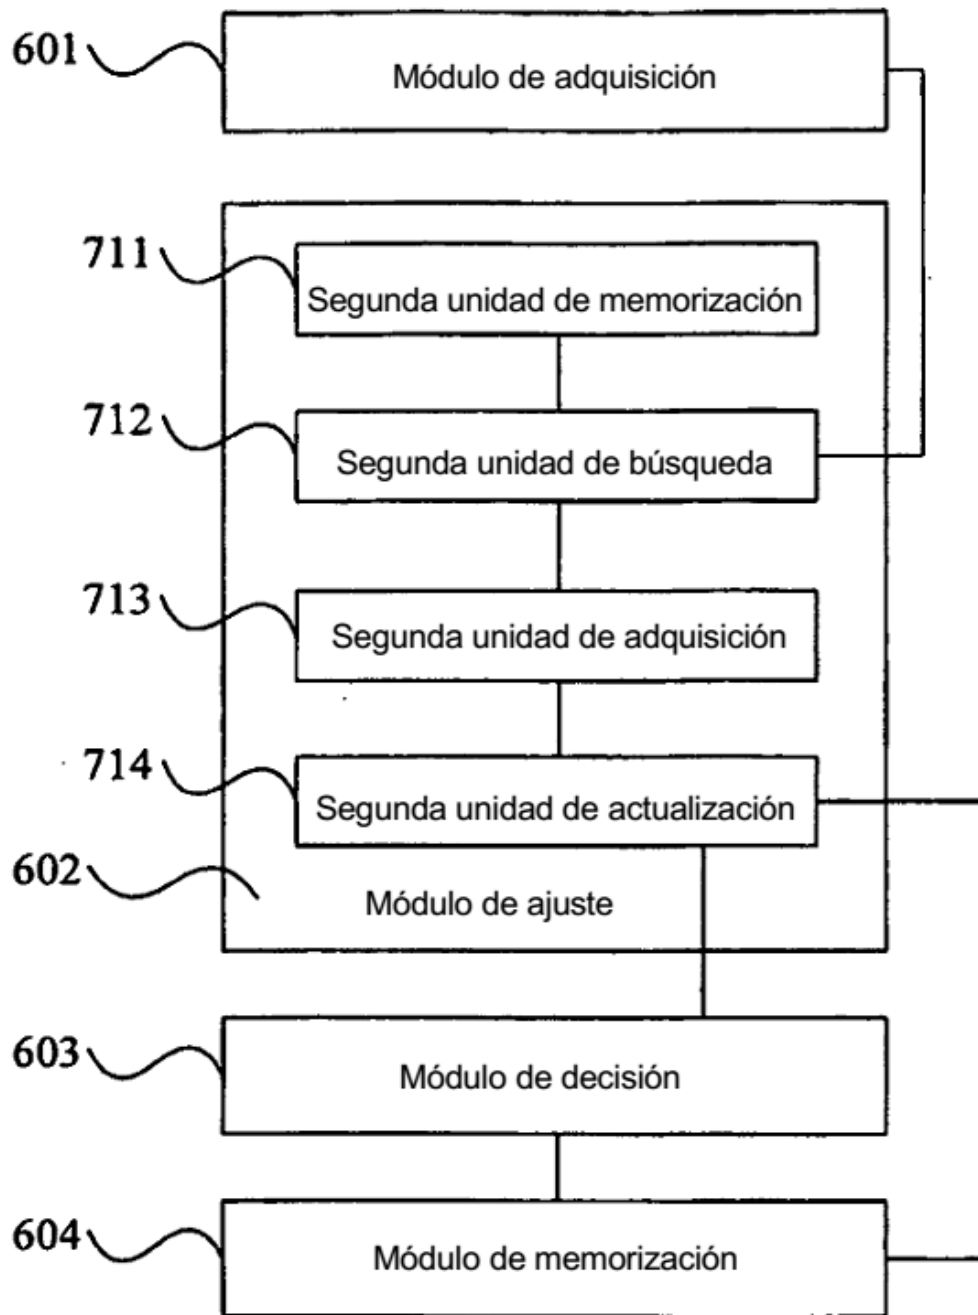 601
Módulo de adquisición
711
Segunda unidad de memorización
712
Segunda unidad de búsqueda
713
Segunda unidad de adquisición
714
Segunda unidad de actualización
602
Módulo de ajuste
603
Módulo de decisión
604
Módulo de memorización